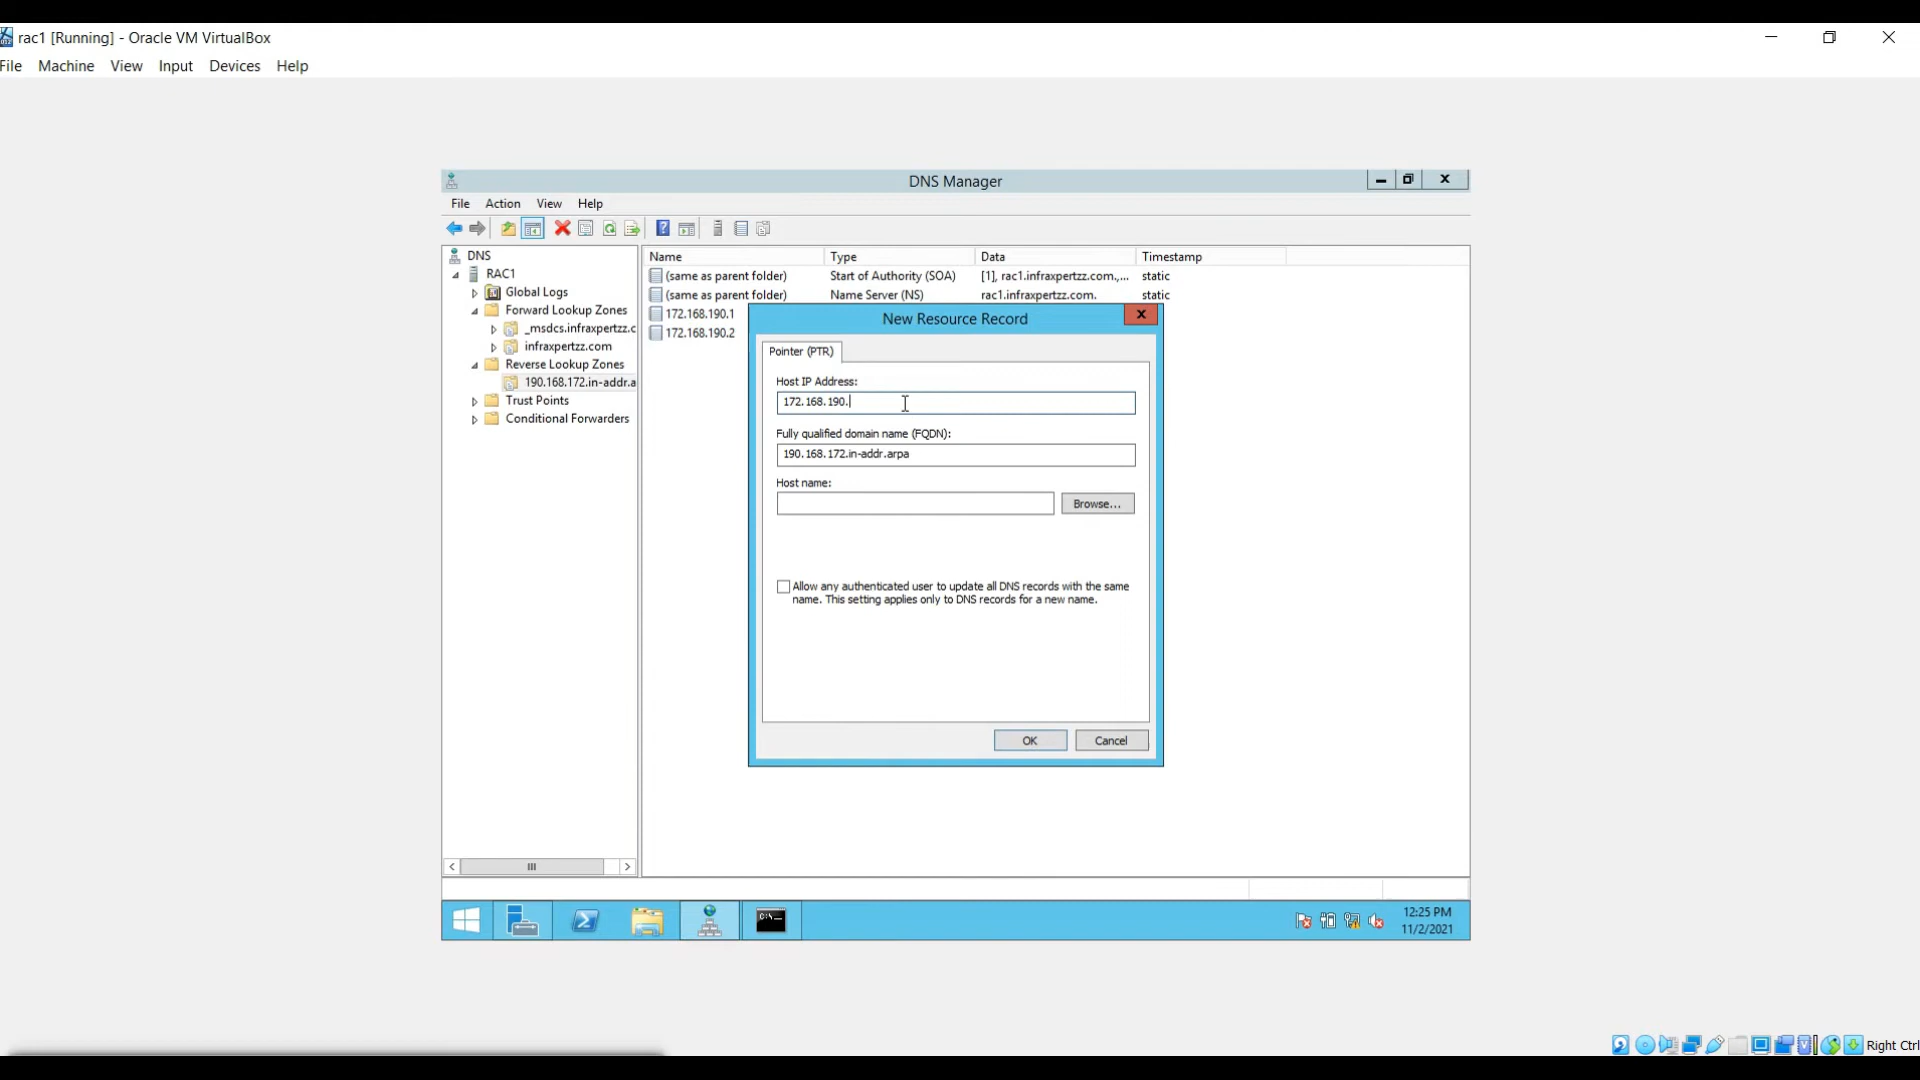 rac1 [Running] - Oracle VM VirtualBox
File Machine View Input Devices Help
DNS Manager
File Action View Help
DNS
RAC1
Global Logs
Forward Lookup Zones
_msdcs.infraxpertzz.c
infraxpertzz.com
Reverse Lookup Zones
190.168.172.in-addr.a
Trust Points
Conditional Forwarders
Name Type Data Timestamp
(same as parent folder) Start of Authority (SOA) [1], rac1.infraxpertzz.com.,... static
(same as parent folder) Name Server (NS) rac1.infraxpertzz.com. static
172.168.190.1
172.168.190.2
New Resource Record
Pointer (PTR)
Host IP Address:
172.168.190.
Fully qualified domain name (FQDN):
190.168.172.in-addr.arpa
Host name:
Browse...
Allow any authenticated user to update all DNS records with the same
name. This setting applies only to DNS records for a new name.
OK Cancel
12:25 PM
11/2/2021
Right Ctrl